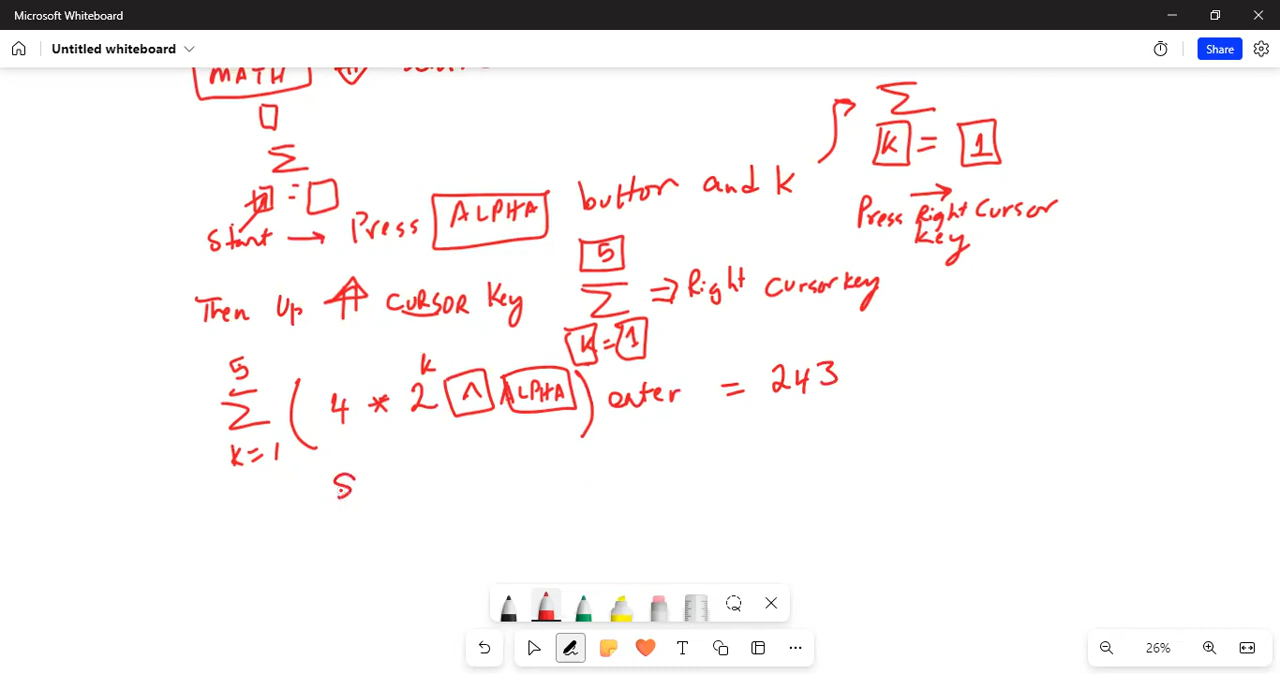 Microsoft Whiteboard
Untitled whiteboard
Share
MATH
Σ
k = 1
Σ
=
Start → Press ALPHA button and k
Press Right Cursor
key
5
Then Up CURSOR Key Σ ⇒ Right cursor key
k = 1
5
Σ ( 4 * 2^k ^ ALPHA ) enter = 243
k = 1
S
26%